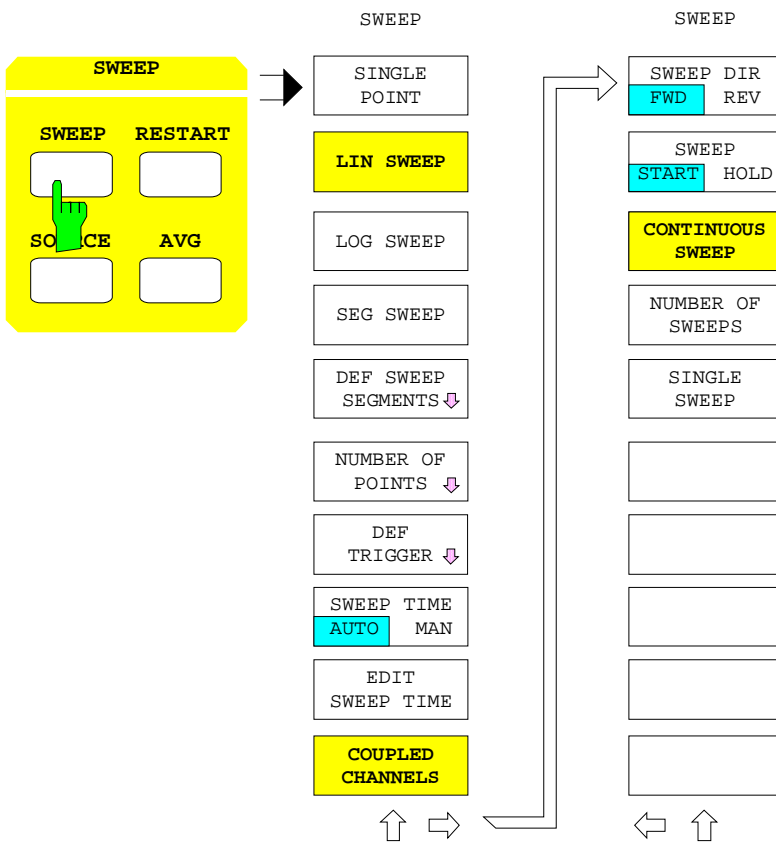 SWEEP
SWEEP
RESTART
SO CE
AVG
SWEEP
SINGLE
POINT
LIN SWEEP
LOG SWEEP
SEG SWEEP
DEF SWEEP
SEGMENTS
NUMBER OF
POINTS
DEF
TRIGGER
SWEEP TIME
AUTO MAN
EDIT
SWEEP TIME
COUPLED
CHANNELS
SWEEP
SWEEP DIR
FWD REV
SWEEP
START HOLD
CONTINUOUS
SWEEP
NUMBER OF
SWEEPS
SINGLE
SWEEP